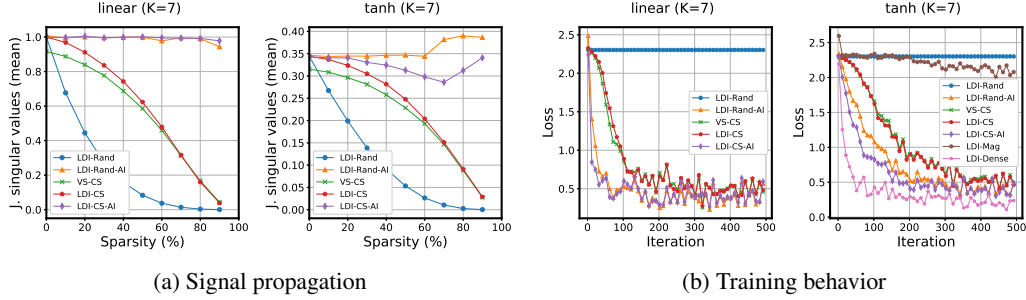 linear (K=7)
J. singular values (mean)
1.0
0.8
0.6
0.4
0.2
0.0
LDI-Rand
LDI-Rand-AI
VS-CS
LDI-CS
LDI-CS-AI
0 20 40 60 80 100
Sparsity (%)
tanh (K=7)
J. singular values (mean)
0.40
0.35
0.30
0.25
0.20
0.15
0.10
0.05
0.00
LDI-Rand
LDI-Rand-AI
VS-CS
LDI-CS
LDI-CS-AI
0 20 40 60 80 100
Sparsity (%)
(a) Signal propagation
linear (K=7)
Loss
2.5
2.0
1.5
1.0
0.5
LDI-Rand
LDI-Rand-AI
VS-CS
LDI-CS
LDI-CS-AI
0 100 200 300 400 500
Iteration
tanh (K=7)
Loss
2.5
2.0
1.5
1.0
0.5
0.0
LDI-Rand
LDI-Rand-AI
VS-CS
LDI-CS
LDI-CS-AI
LDI-Mag
LDI-Dense
0 100 200 300 400 500
Iteration
(b) Training behavior